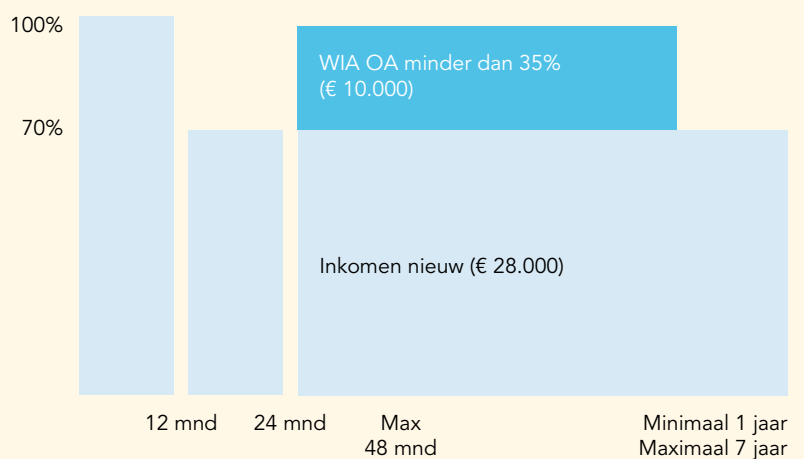 100%
WIA OA minder dan 35%
(€ 10.000)
70%
Inkomen nieuw (€ 28.000)
12 mnd
24 mnd
Max
48 mnd
Minimaal 1 jaar
Maximaal 7 jaar